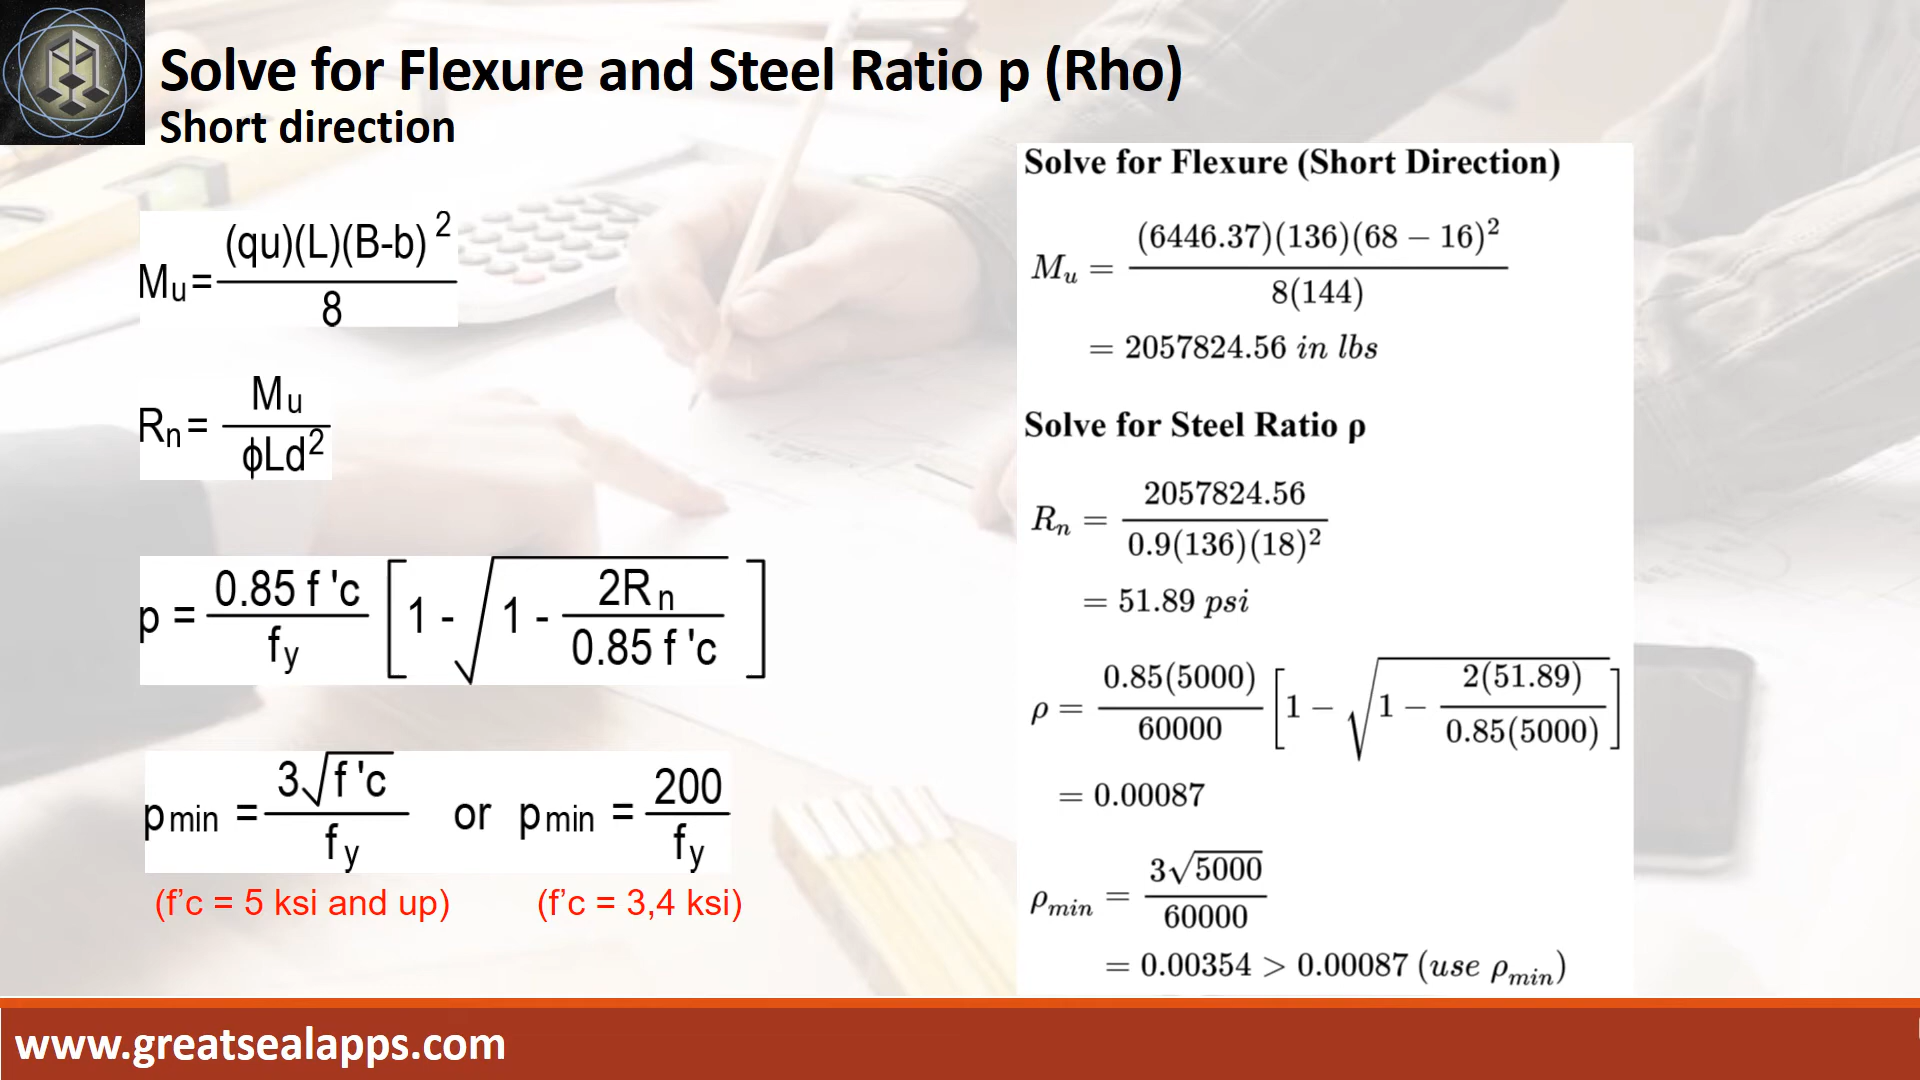 Solve for Flexure and Steel Ratio p (Rho)
Short direction
Mu = (qu)(L)(B-b)² / 8
Rn = Mu / ϕLd²
p = 0.85 f 'c / fy [1 - √(1 - 2Rn / 0.85 f 'c)]
pmin = 3√f 'c / fy or pmin = 200 / fy
(f’c = 5 ksi and up) (f’c = 3,4 ksi)
Solve for Flexure (Short Direction)
Mu = (6446.37)(136)(68 − 16)² / 8(144)
= 2057824.56 in lbs
Solve for Steel Ratio ρ
Rn = 2057824.56 / 0.9(136)(18)²
= 51.89 psi
ρ = 0.85(5000) / 60000 [1 − √(1 − 2(51.89) / 0.85(5000))]
= 0.00087
ρmin = 3√5000 / 60000
= 0.00354 > 0.00087 (use ρmin)
www.greatsealapps.com